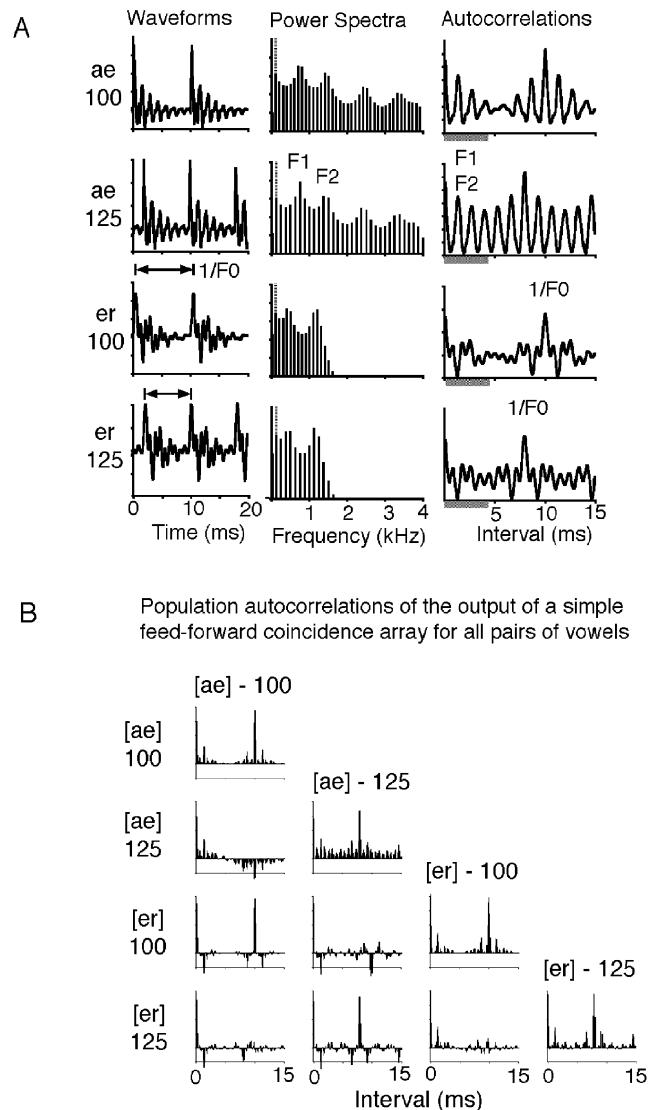 A
Waveforms Power Spectra Autocorrelations
ae
100
F1
F2
F1
F2
ae
125
1/F0
1/F0
er
100
1/F0
er
125
0 10 20
0 1 2 3 4
5 10 15
Time (ms) Frequency (kHz) Interval (ms)
B
Population autocorrelations of the output of a simple
feed-forward coincidence array for all pairs of vowels
[ae] - 100
[ae]
100
[ae] - 125
[ae]
125
[er] - 100
[er]
100
[er] - 125
[er]
125
0 15 0 15 0 15 0 15
Interval (ms)